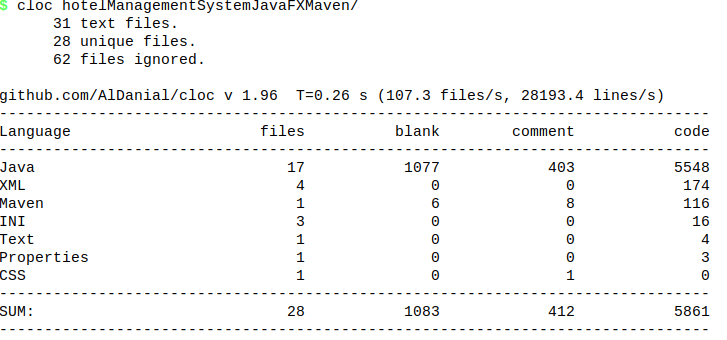 $ cloc hotelManagementSystemJavaFXMaven/
      31 text files.
      28 unique files.
      62 files ignored.

github.com/AlDanial/cloc v 1.96  T=0.26 s (107.3 files/s, 28193.4 lines/s)
-------------------------------------------------------------------------------
Language                     files          blank        comment           code
-------------------------------------------------------------------------------
Java                            17           1077            403           5548
XML                              4              0              0            174
Maven                            1              6              8            116
INI                              3              0              0             16
Text                             1              0              0              4
Properties                       1              0              0              3
CSS                              1              0              1              0
-------------------------------------------------------------------------------
SUM:                            28           1083            412           5861
-------------------------------------------------------------------------------